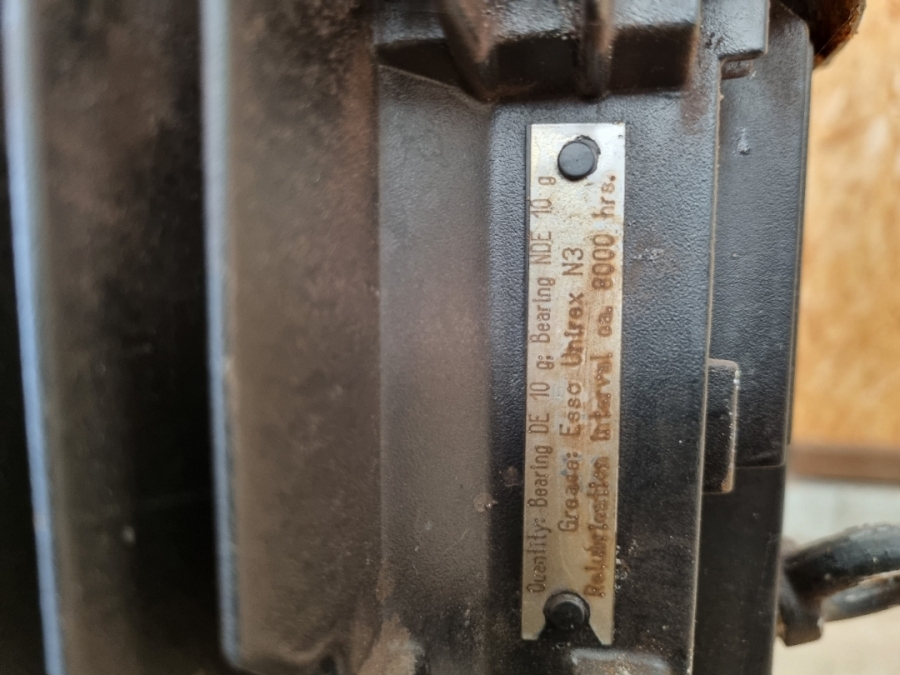 Quantity: Bearing DE 10 g; Bearing NDE 10 g
Grease: Esso Unirex N3
Relubrication interval ca. 8000 hrs.